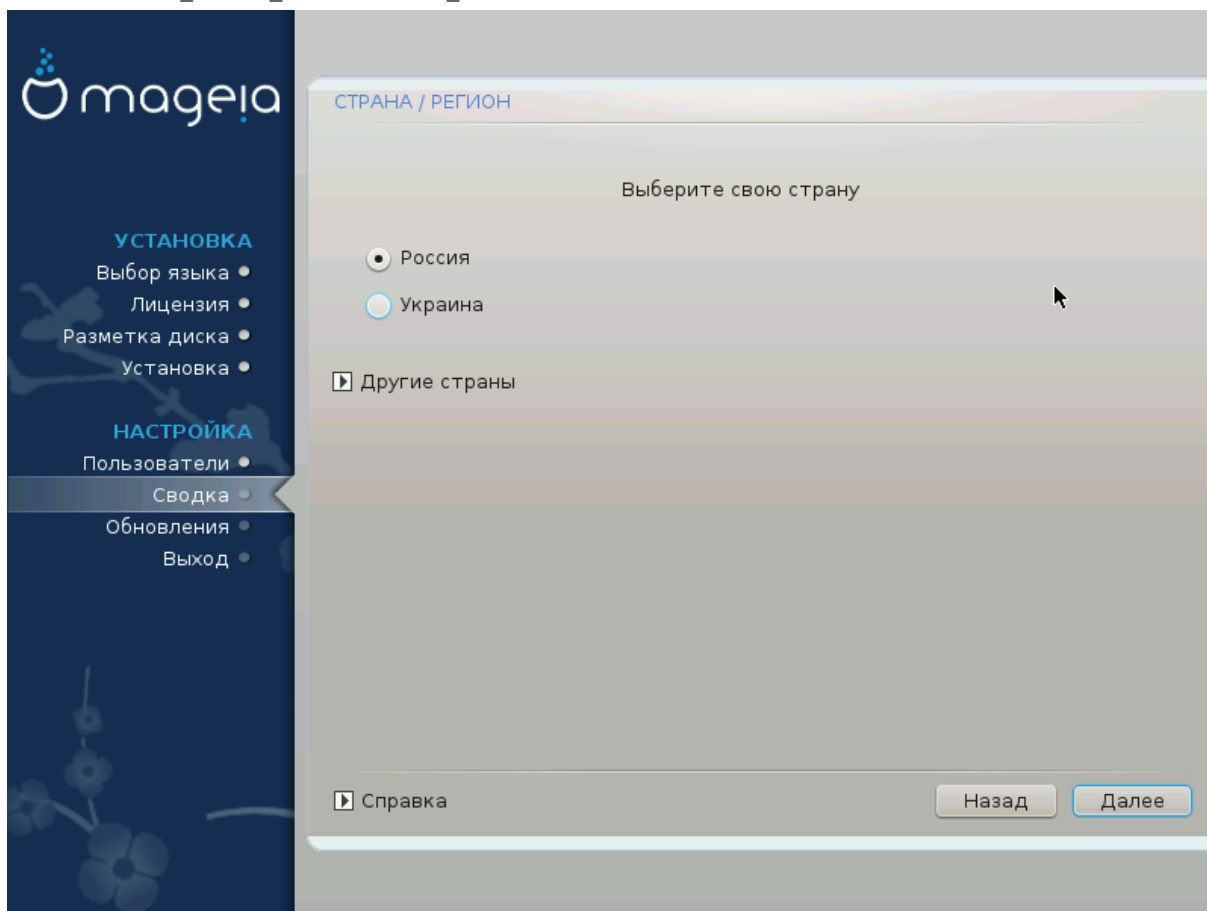 mageia
СТРАНА / РЕГИОН
Выберите свою страну
УСТАНОВКА
Выбор языка
Лицензия
Разметка диска
Установка
НАСТРОЙКА
Пользователи
Сводка
Обновления
Выход
Россия
Украина
Другие страны
Справка
Назад
Далее